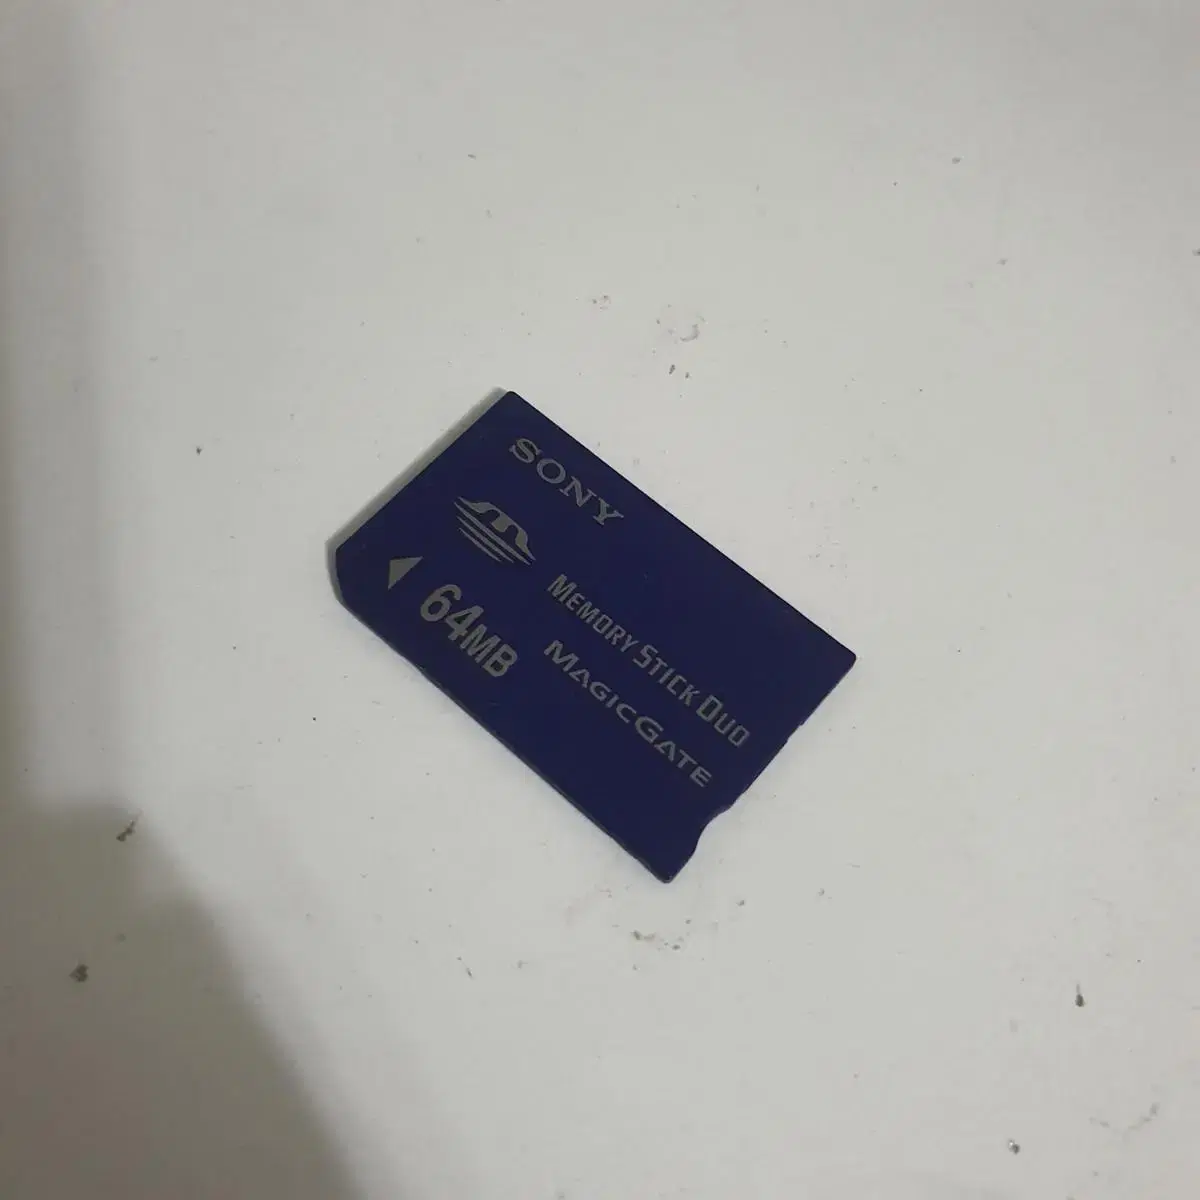 SONY
MEMORY STICK DUO
MAGICGATE
64MB